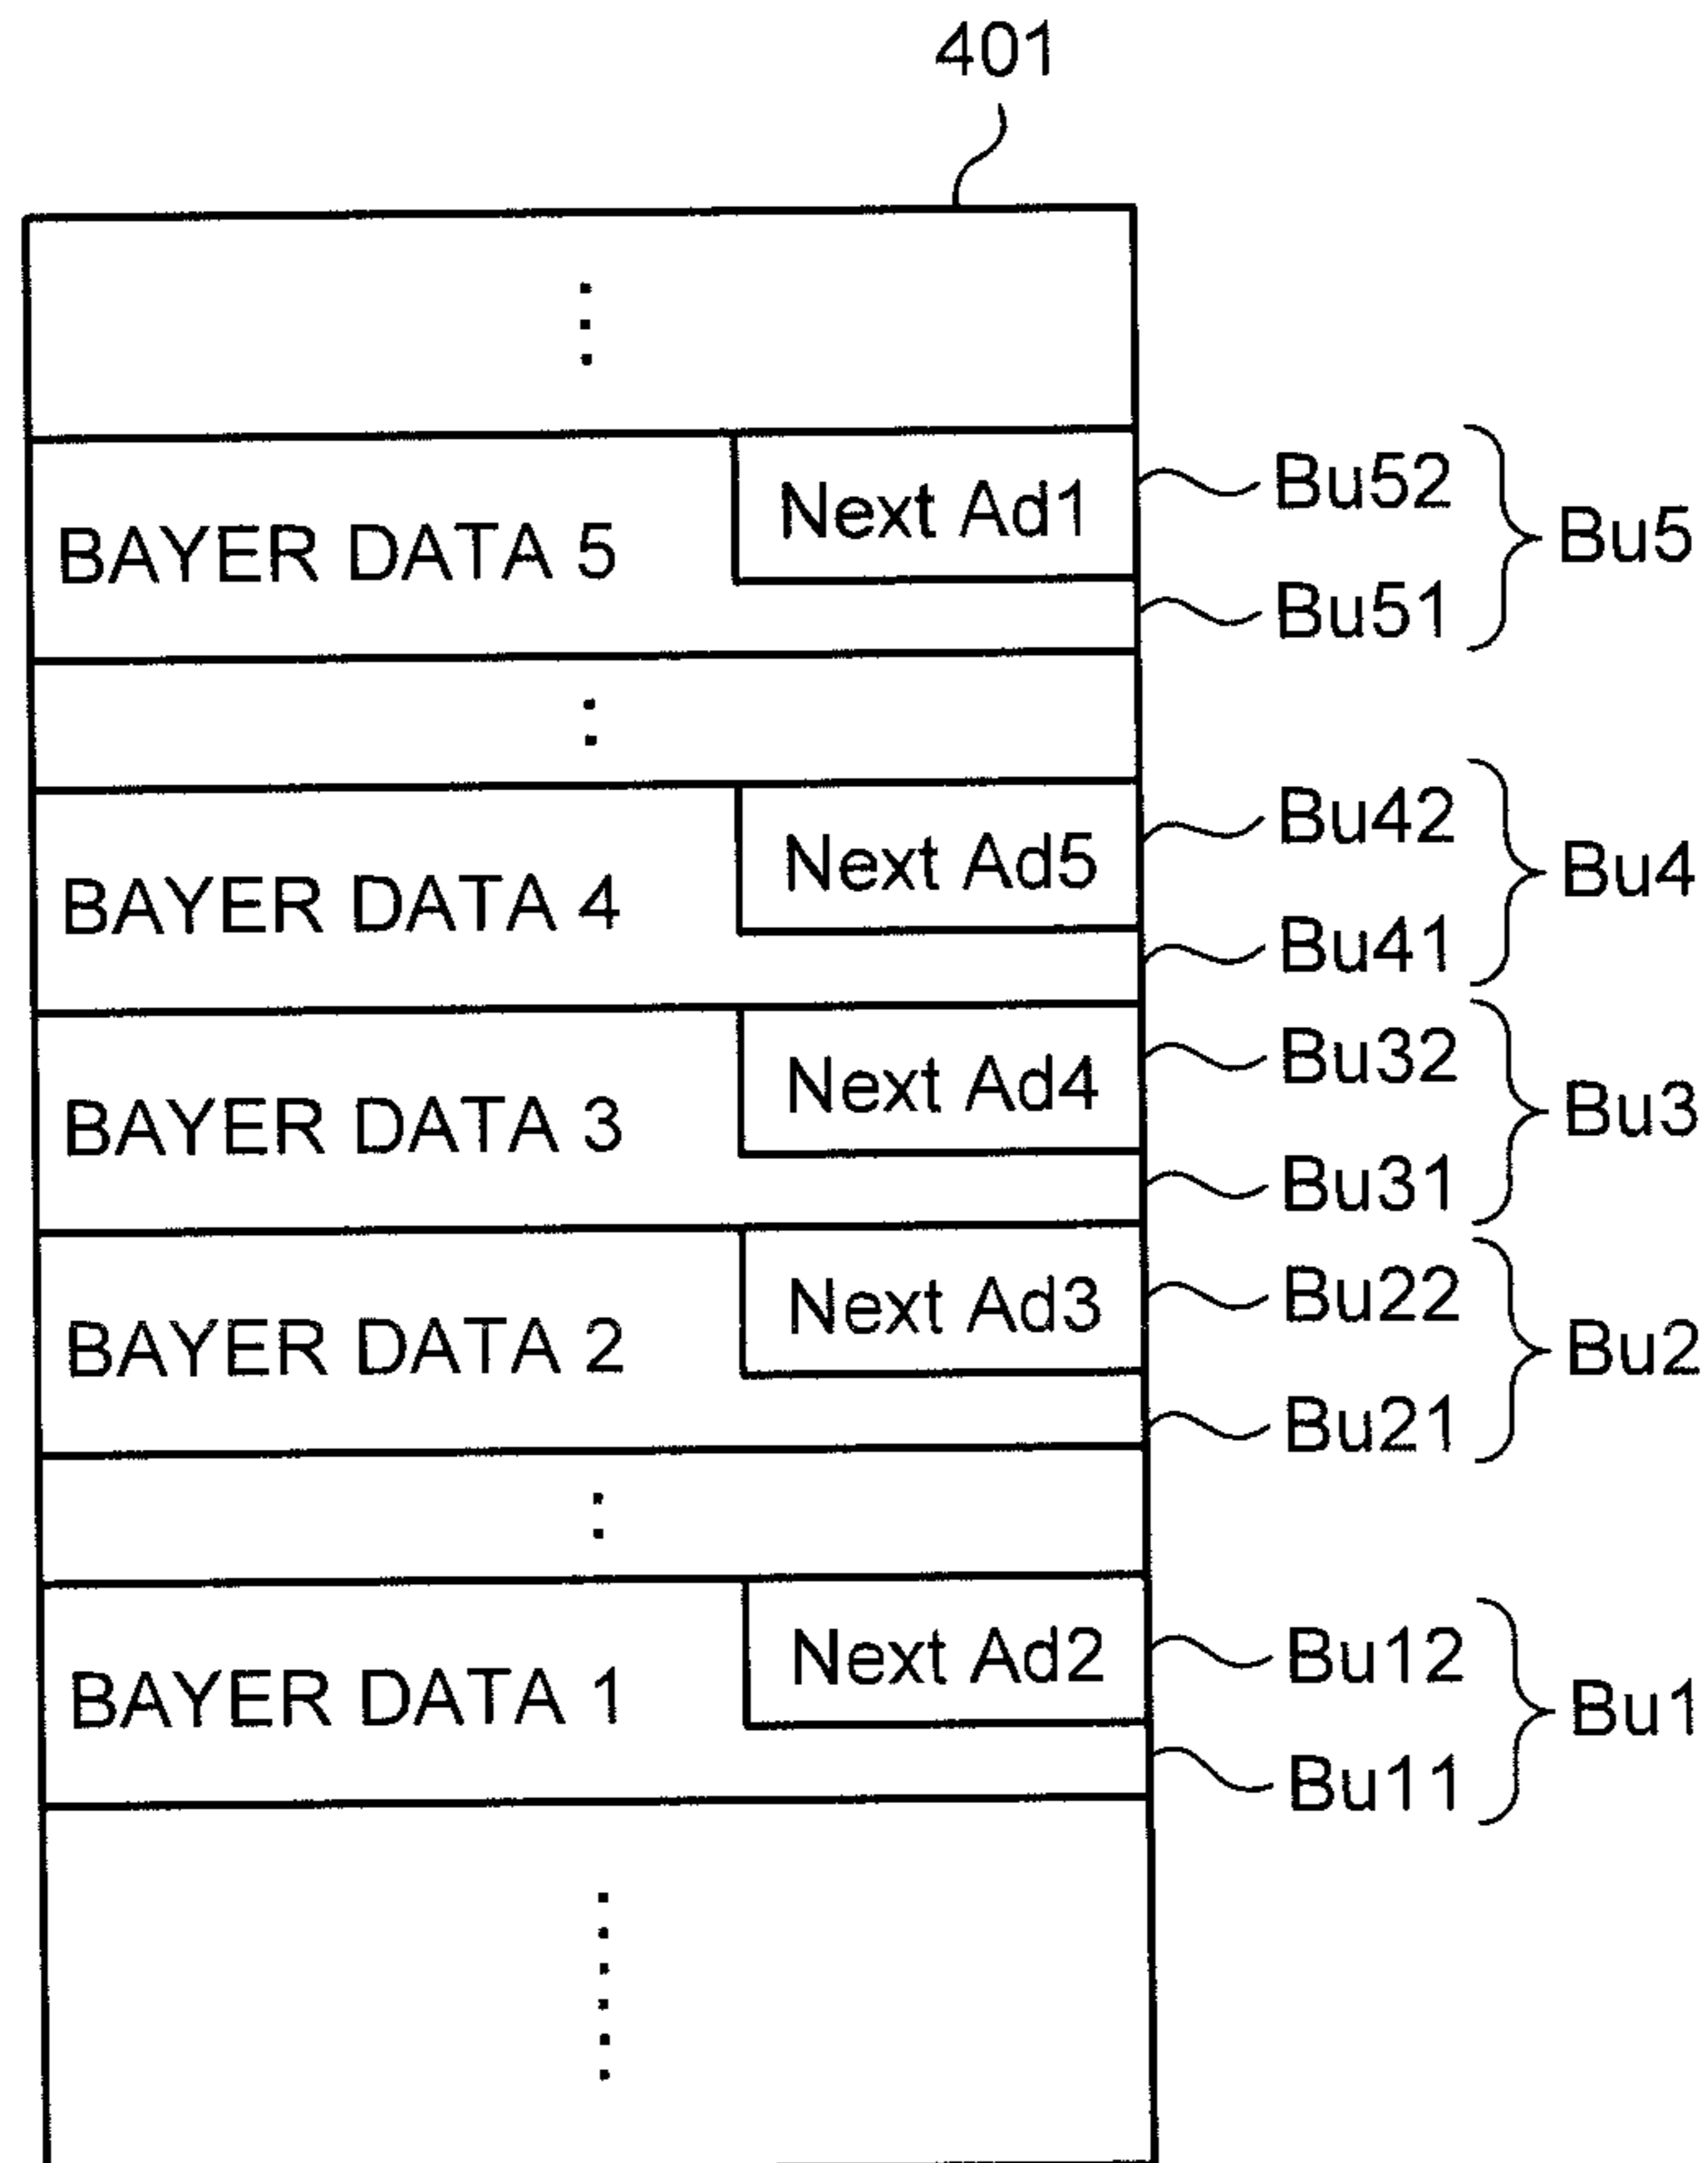 401
Next Ad1
Bu52
BAYER DATA 5
Bu5
Bu51
Next Ad5
Bu42
BAYER DATA 4
Bu4
Bu41
Next Ad4
Bu32
BAYER DATA 3
Bu3
Bu31
Next Ad3
Bu22
BAYER DATA 2
Bu2
Bu21
Next Ad2
Bu12
BAYER DATA 1
Bu1
Bu11